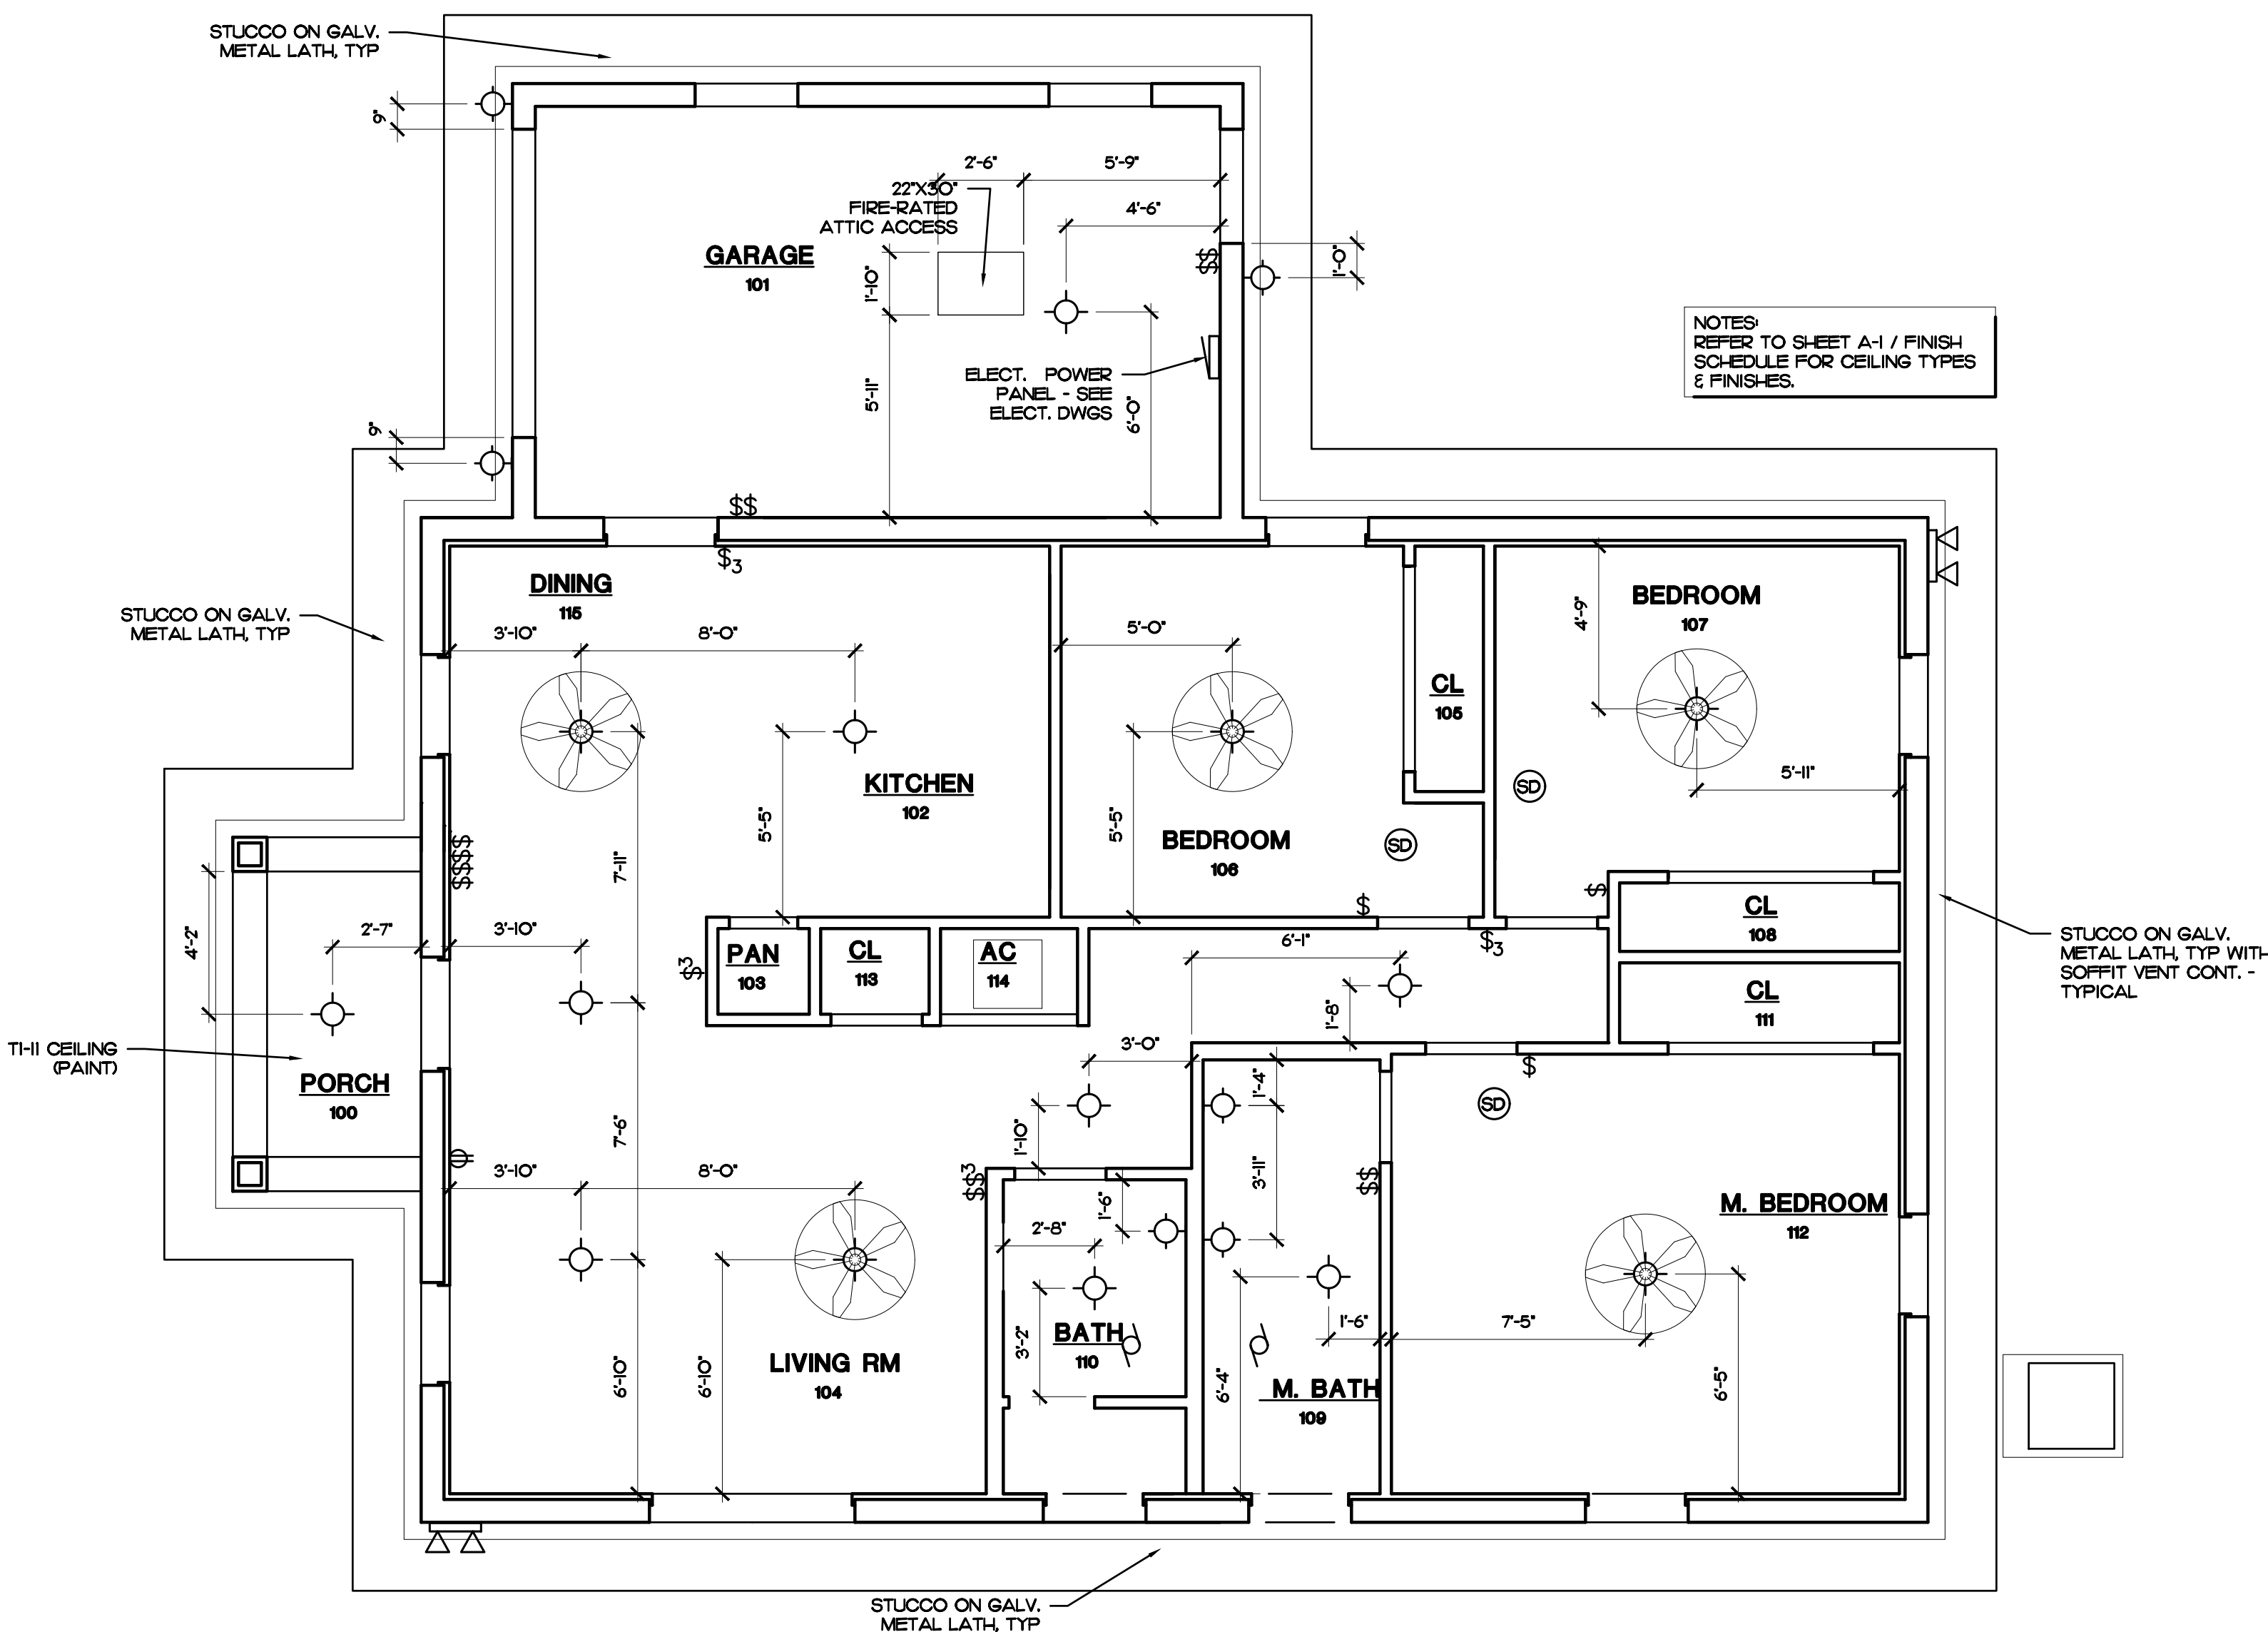 STUCCO ON GALV.
METAL LATH, TYP
9"
2'-6"
5'-9"
22"X30"
FIRE-RATED
ATTIC ACCESS
4'-6"
GARAGE
101
1'-10"
$$
1'-0"
NOTES:
REFER TO SHEET A-1 / FINISH
SCHEDULE FOR CEILING TYPES
& FINISHES.
ELECT. POWER
PANEL - SEE
ELECT. DWGS
5'-11"
6'-0"
9"
$$
$3
DINING
115
STUCCO ON GALV.
METAL LATH, TYP
3'-10"
8'-0"
5'-0"
4'-9"
BEDROOM
107
CL
105
5'-11"
KITCHEN
102
5'-5"
5'-5"
BEDROOM
106
SD
SD
7'-11"
$$$$
$
$
CL
108
4'-2"
2'-7"
3'-10"
$3
PAN
103
CL
113
AC
114
6'-1"
$3
STUCCO ON GALV.
METAL LATH, TYP WITH
SOFFIT VENT CONT. -
TYPICAL
CL
111
1'-8"
T1-11 CEILING
(PAINT)
PORCH
100
3'-0"
1'-4"
$
SD
1'-10"
7'-6"
3'-11"
3'-10"
8'-0"
$$3
1'-6"
2'-8"
$$
M. BEDROOM
112
3'-2"
BATH
110
1'-6"
7'-5"
LIVING RM
104
6'-10"
6'-10"
6'-4"
M. BATH
109
6'-5"
STUCCO ON GALV.
METAL LATH, TYP